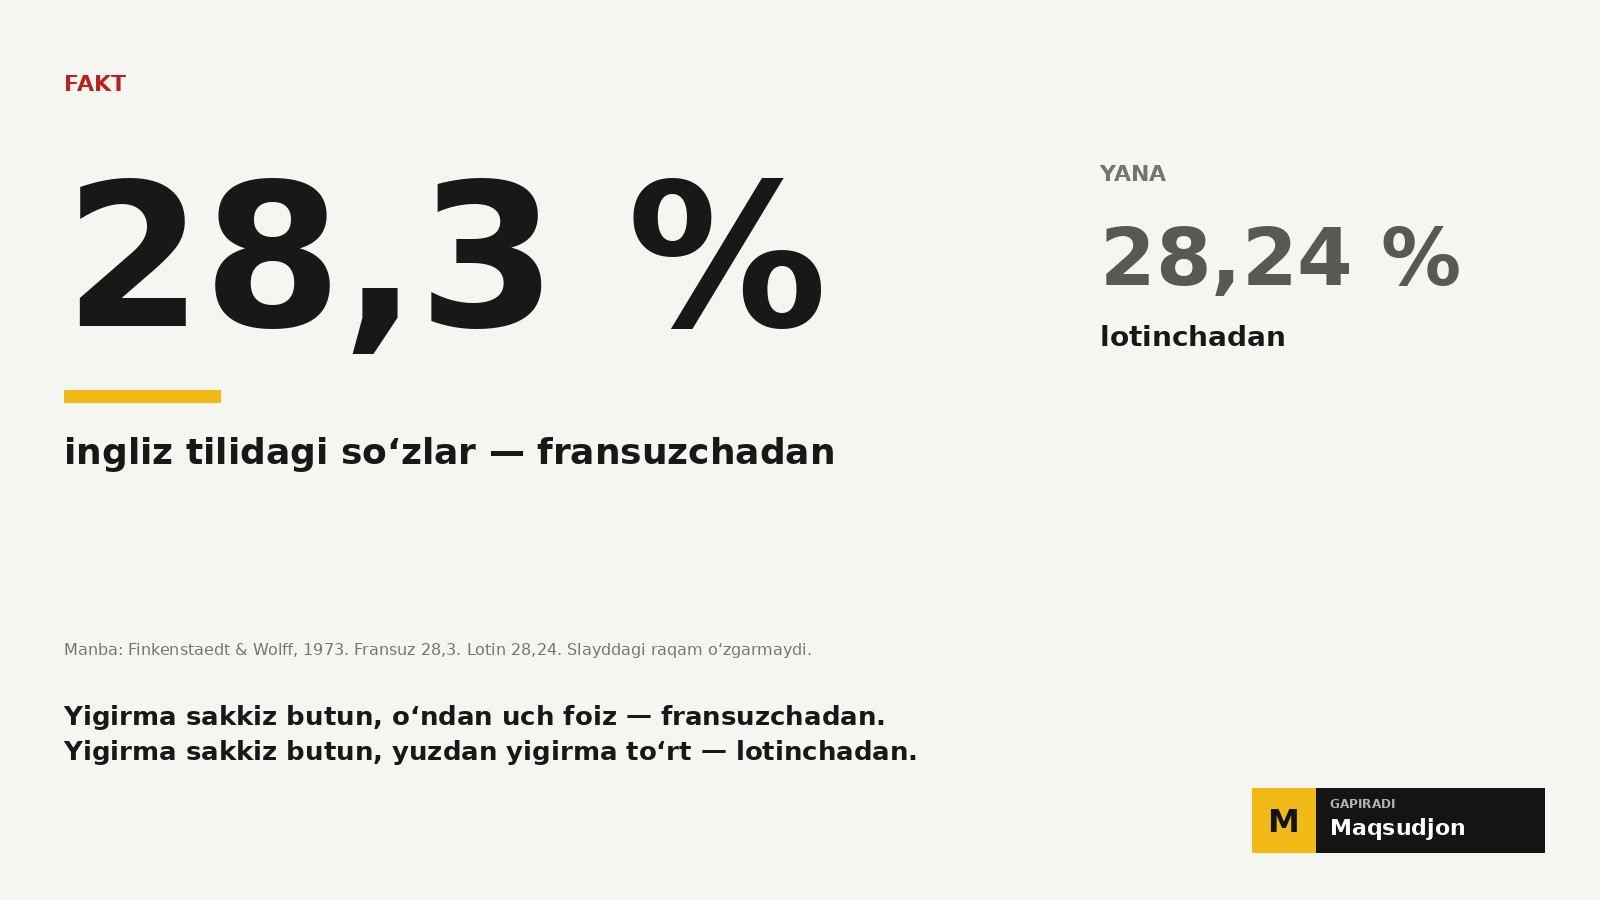 FAKT
28,3 %
ingliz tilidagi so‘zlar — fransuzchadan
YANA
28,24 %
lotinchadan
Manba: Finkenstaedt & Wolff, 1973. Fransuz 28,3. Lotin 28,24. Slayddagi raqam o‘zgarmaydi.
Yigirma sakkiz butun, o‘ndan uch foiz — fransuzchadan.
Yigirma sakkiz butun, yuzdan yigirma to‘rt — lotinchadan.
M
GAPIRADI
Maqsudjon